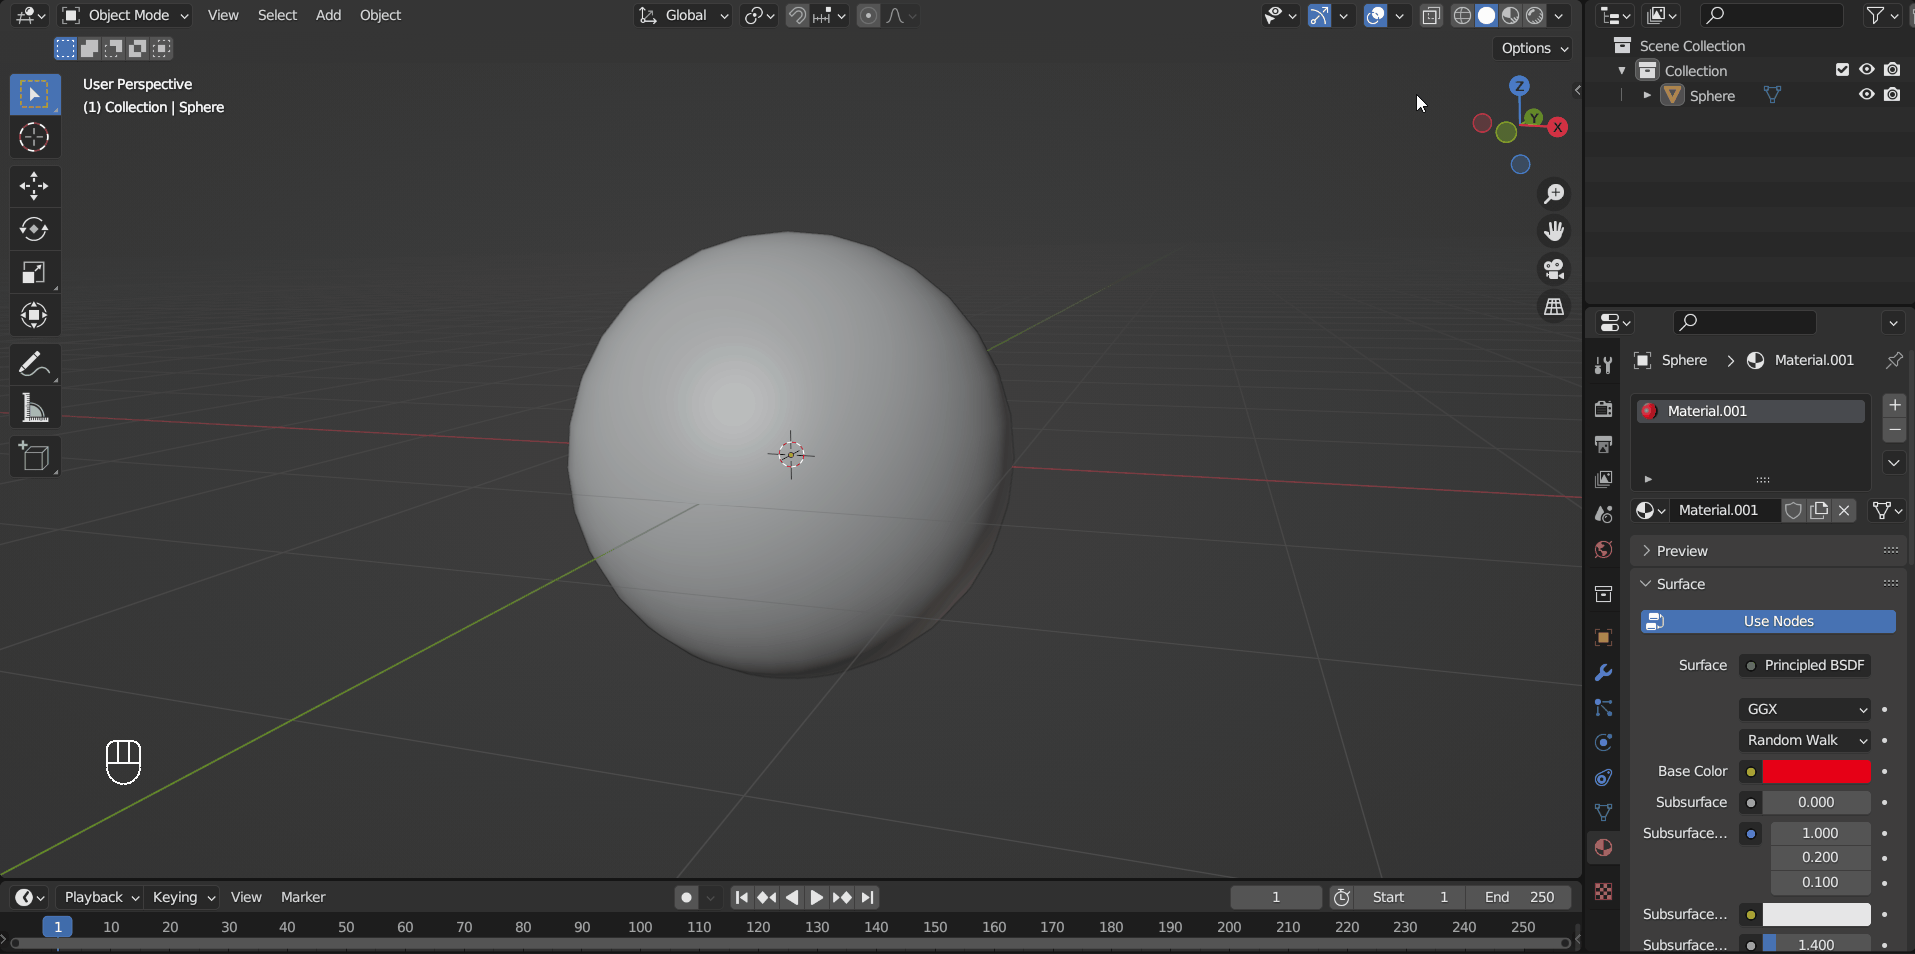 Object Mode View Select Add Object Global
Options
User Perspective
(1) Collection | Sphere
Z
Y
X
Scene Collection
Collection
Sphere
Sphere > Material.001
Material.001
Material.001
Preview
Surface
Use Nodes
Surface Principled BSDF
GGX
Random Walk
Base Color
Subsurface 0.000
Subsurface... 1.000
0.200
0.100
Subsurface...
Subsurface... 1.400
Playback Keying View Marker 1 Start 1 End 250
1 10 20 30 40 50 60 70 80 90 100 110 120 130 140 150 160 170 180 190 200 210 220 230 240 250